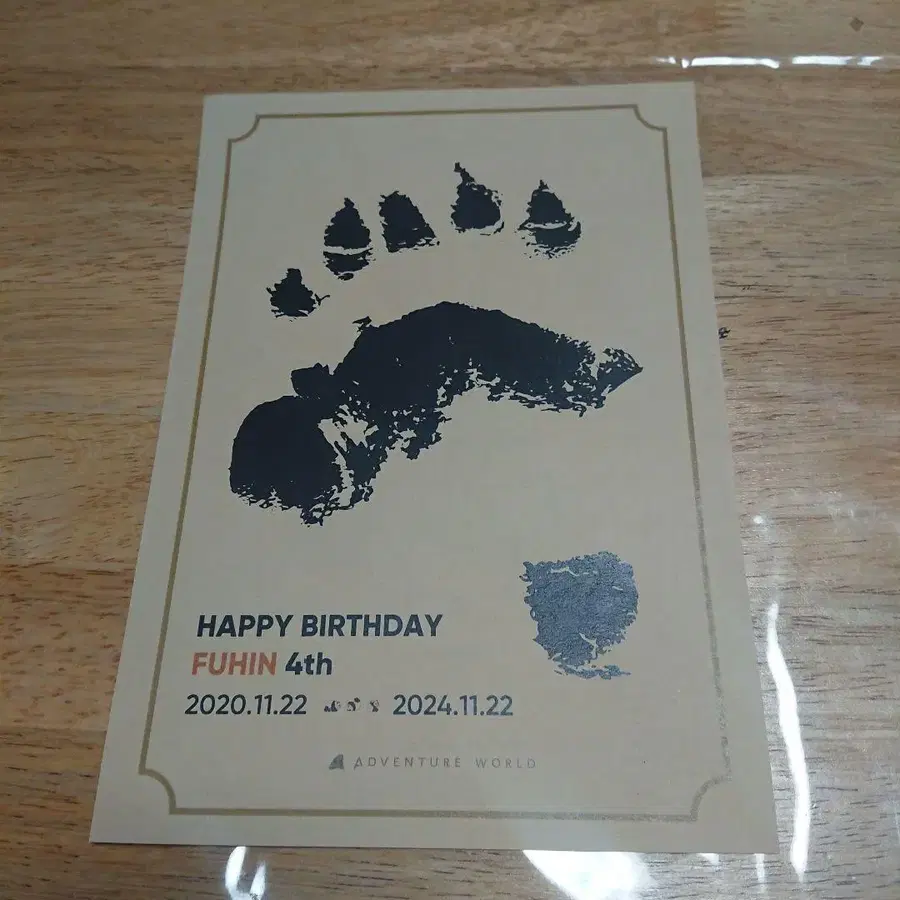 HAPPY BIRTHDAY
FUHIN 4th
2020.11.22 2024.11.22
ADVENTURE WORLD